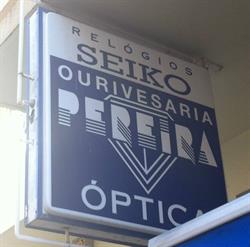 RELÓGIOS
SEIKO
OURIVESARIA
PEREIRA
ÓPTICA